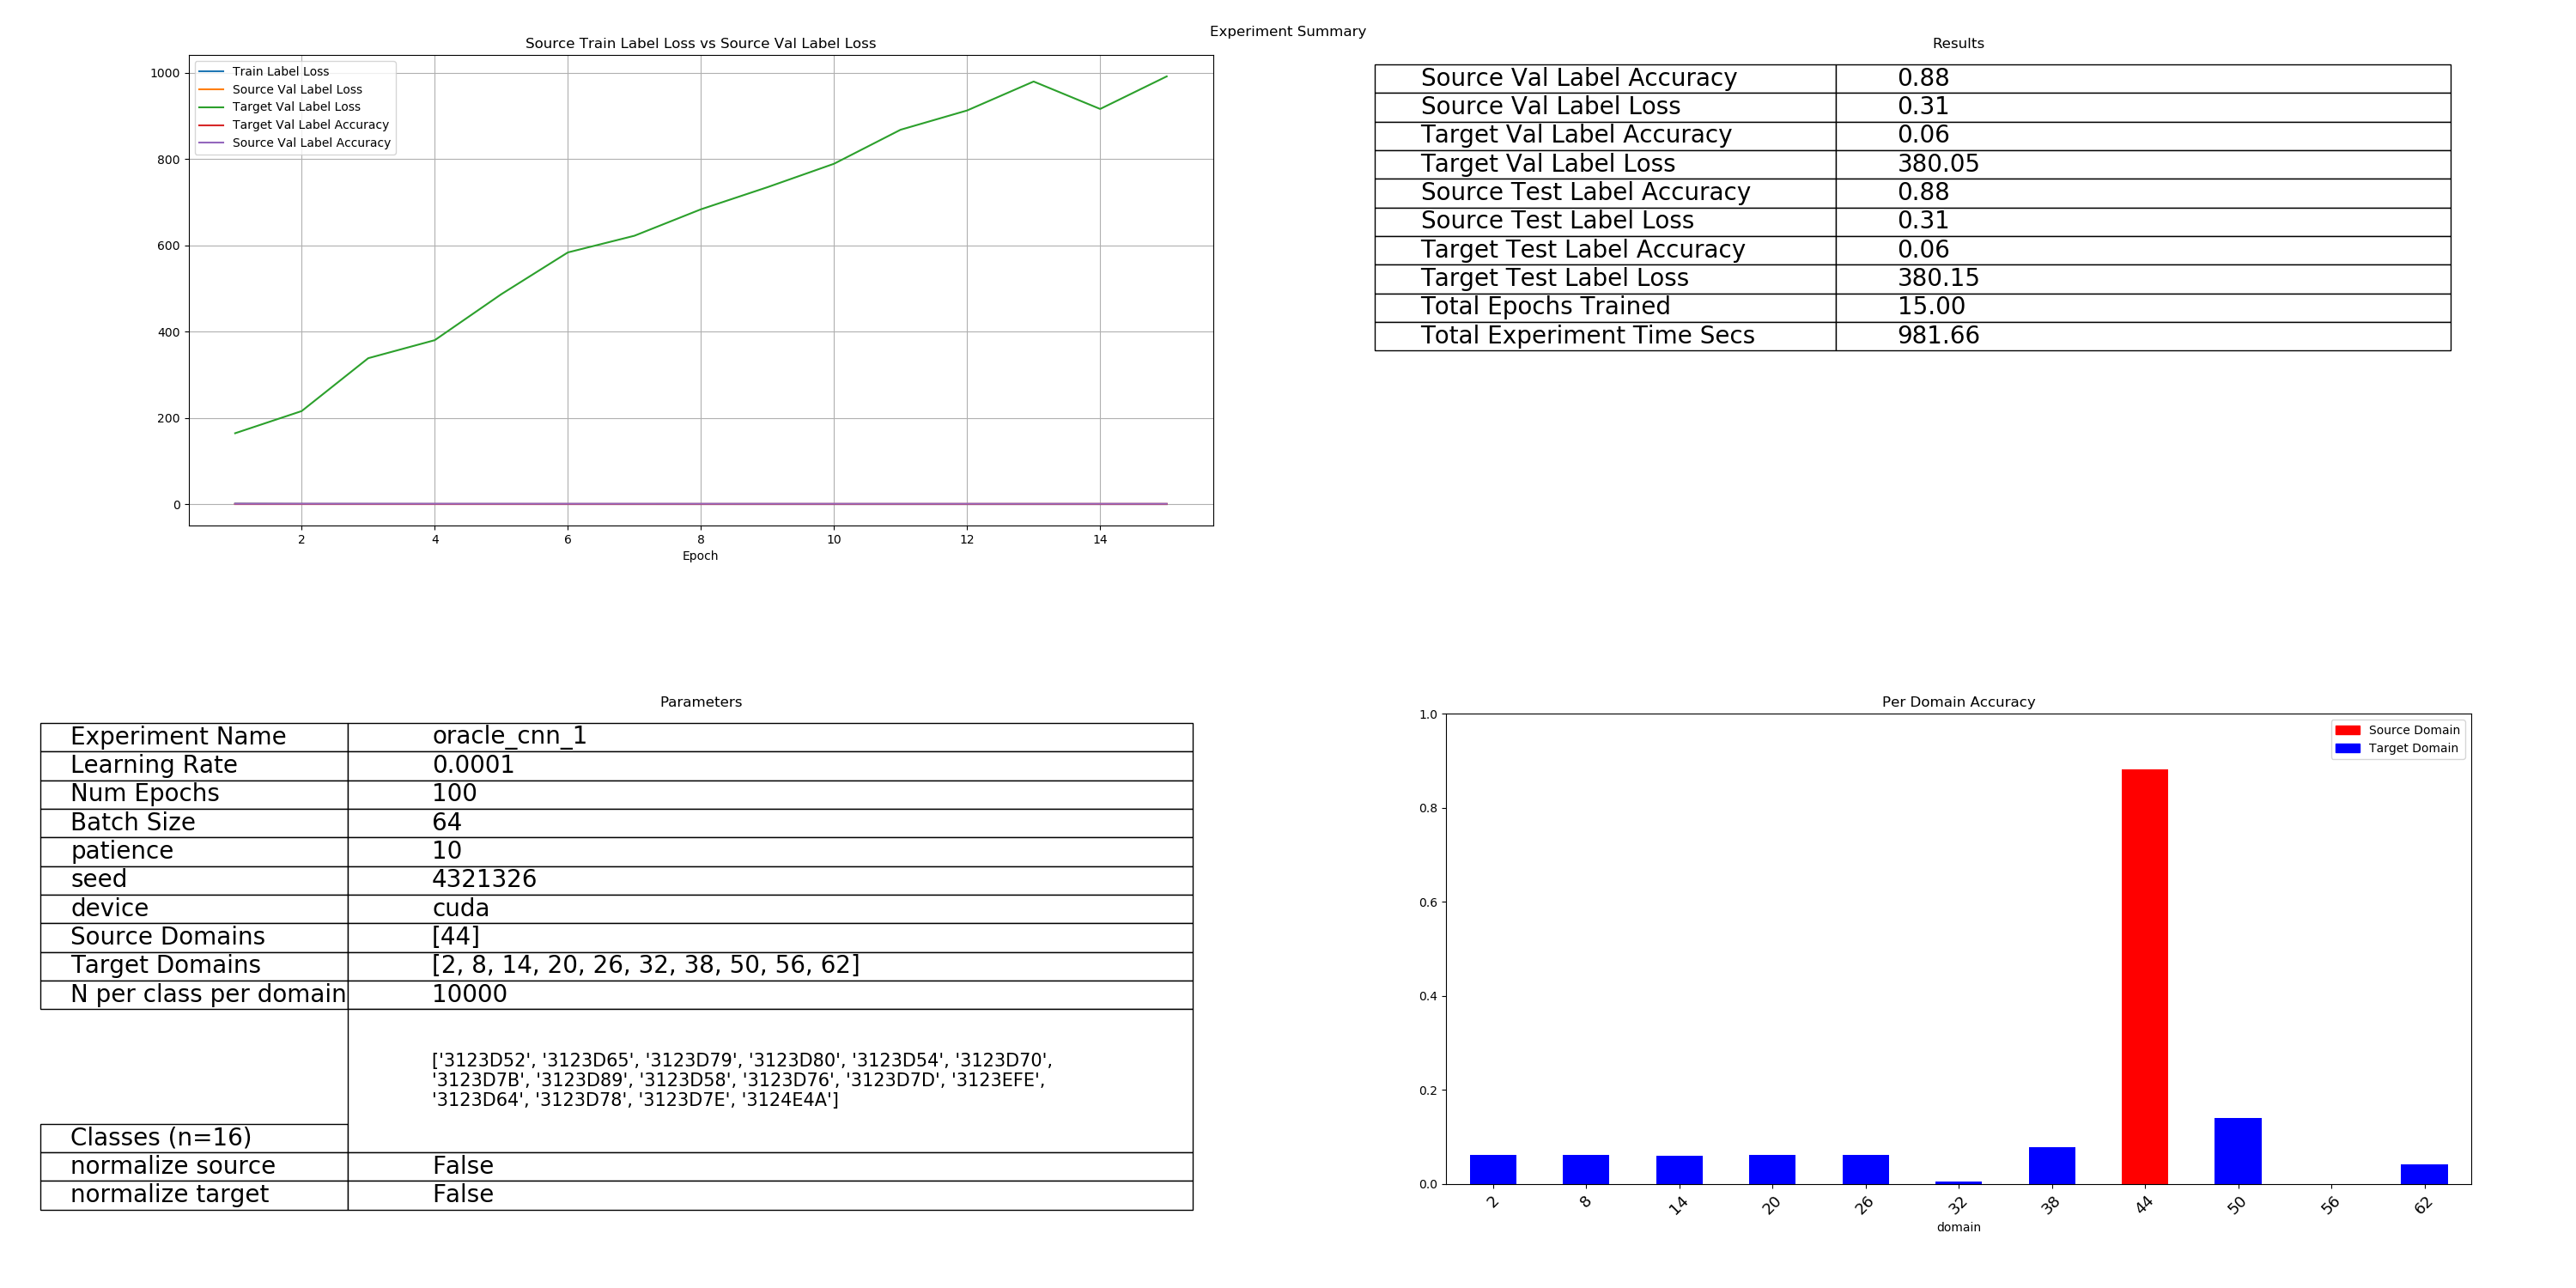 Experiment Summary
Source Train Label Loss vs Source Val Label Loss
Train Label Loss
Source Val Label Loss
Target Val Label Loss
Target Val Label Accuracy
Source Val Label Accuracy
1000
800
600
400
200
0
2 4 6 8 10 12 14
Epoch
Results
Source Val Label Accuracy 0.88
Source Val Label Loss 0.31
Target Val Label Accuracy 0.06
Target Val Label Loss 380.05
Source Test Label Accuracy 0.88
Source Test Label Loss 0.31
Target Test Label Accuracy 0.06
Target Test Label Loss 380.15
Total Epochs Trained 15.00
Total Experiment Time Secs 981.66
Parameters
Experiment Name oracle_cnn_1
Learning Rate 0.0001
Num Epochs 100
Batch Size 64
patience 10
seed 4321326
device cuda
Source Domains [44]
Target Domains [2, 8, 14, 20, 26, 32, 38, 50, 56, 62]
N per class per domain 10000
['3123D52', '3123D65', '3123D79', '3123D80', '3123D54', '3123D70',
'3123D7B', '3123D89', '3123D58', '3123D76', '3123D7D', '3123EFE',
'3123D64', '3123D78', '3123D7E', '3124E4A']
Classes (n=16)
normalize source False
normalize target False
Per Domain Accuracy
Source Domain
Target Domain
1.0
0.8
0.6
0.4
0.2
0.0
2 8 14 20 26 32 38 44 50 56 62
domain